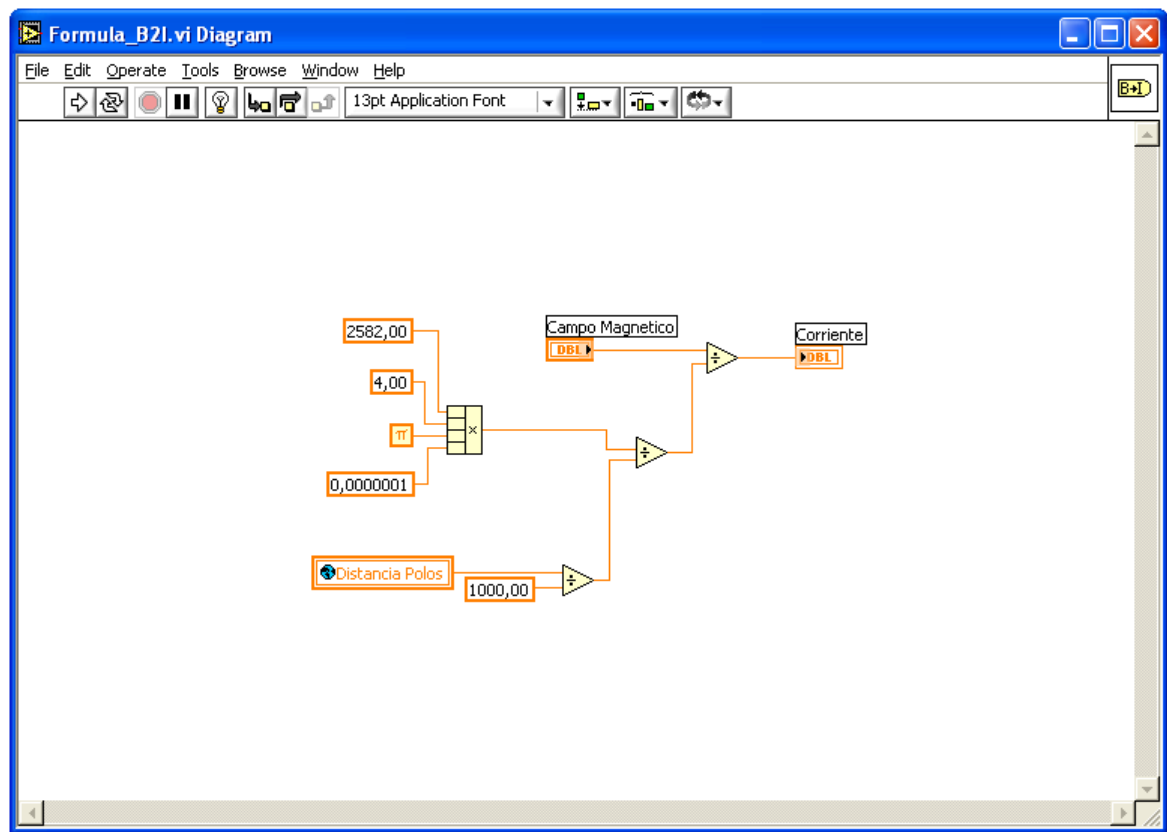 Formula_B2I.vi Diagram
File Edit Operate Tools Browse Window Help
13pt Application Font
B→I
2582,00
4,00
π
0,0000001
×
Campo Magnetico
DBL
÷
Corriente
DBL
÷
Distancia Polos
1000,00
÷